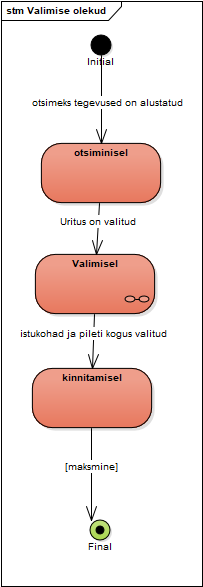 stm Valimise olekud
Initial
otsimeks tegevused on alustatud
otsiminisel
Uritus on valitud
Valimisel
istukohad ja pileti kogus valitud
kinnitamisel
[maksmine]
Final